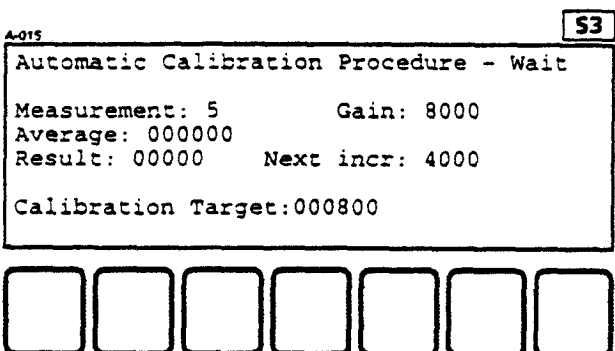 A-015
S3
Automatic Calibration Procedure - Wait
Measurement: 5 Gain: 8000
Average: 000000
Result: 00000 Next incr: 4000
Calibration Target:000800